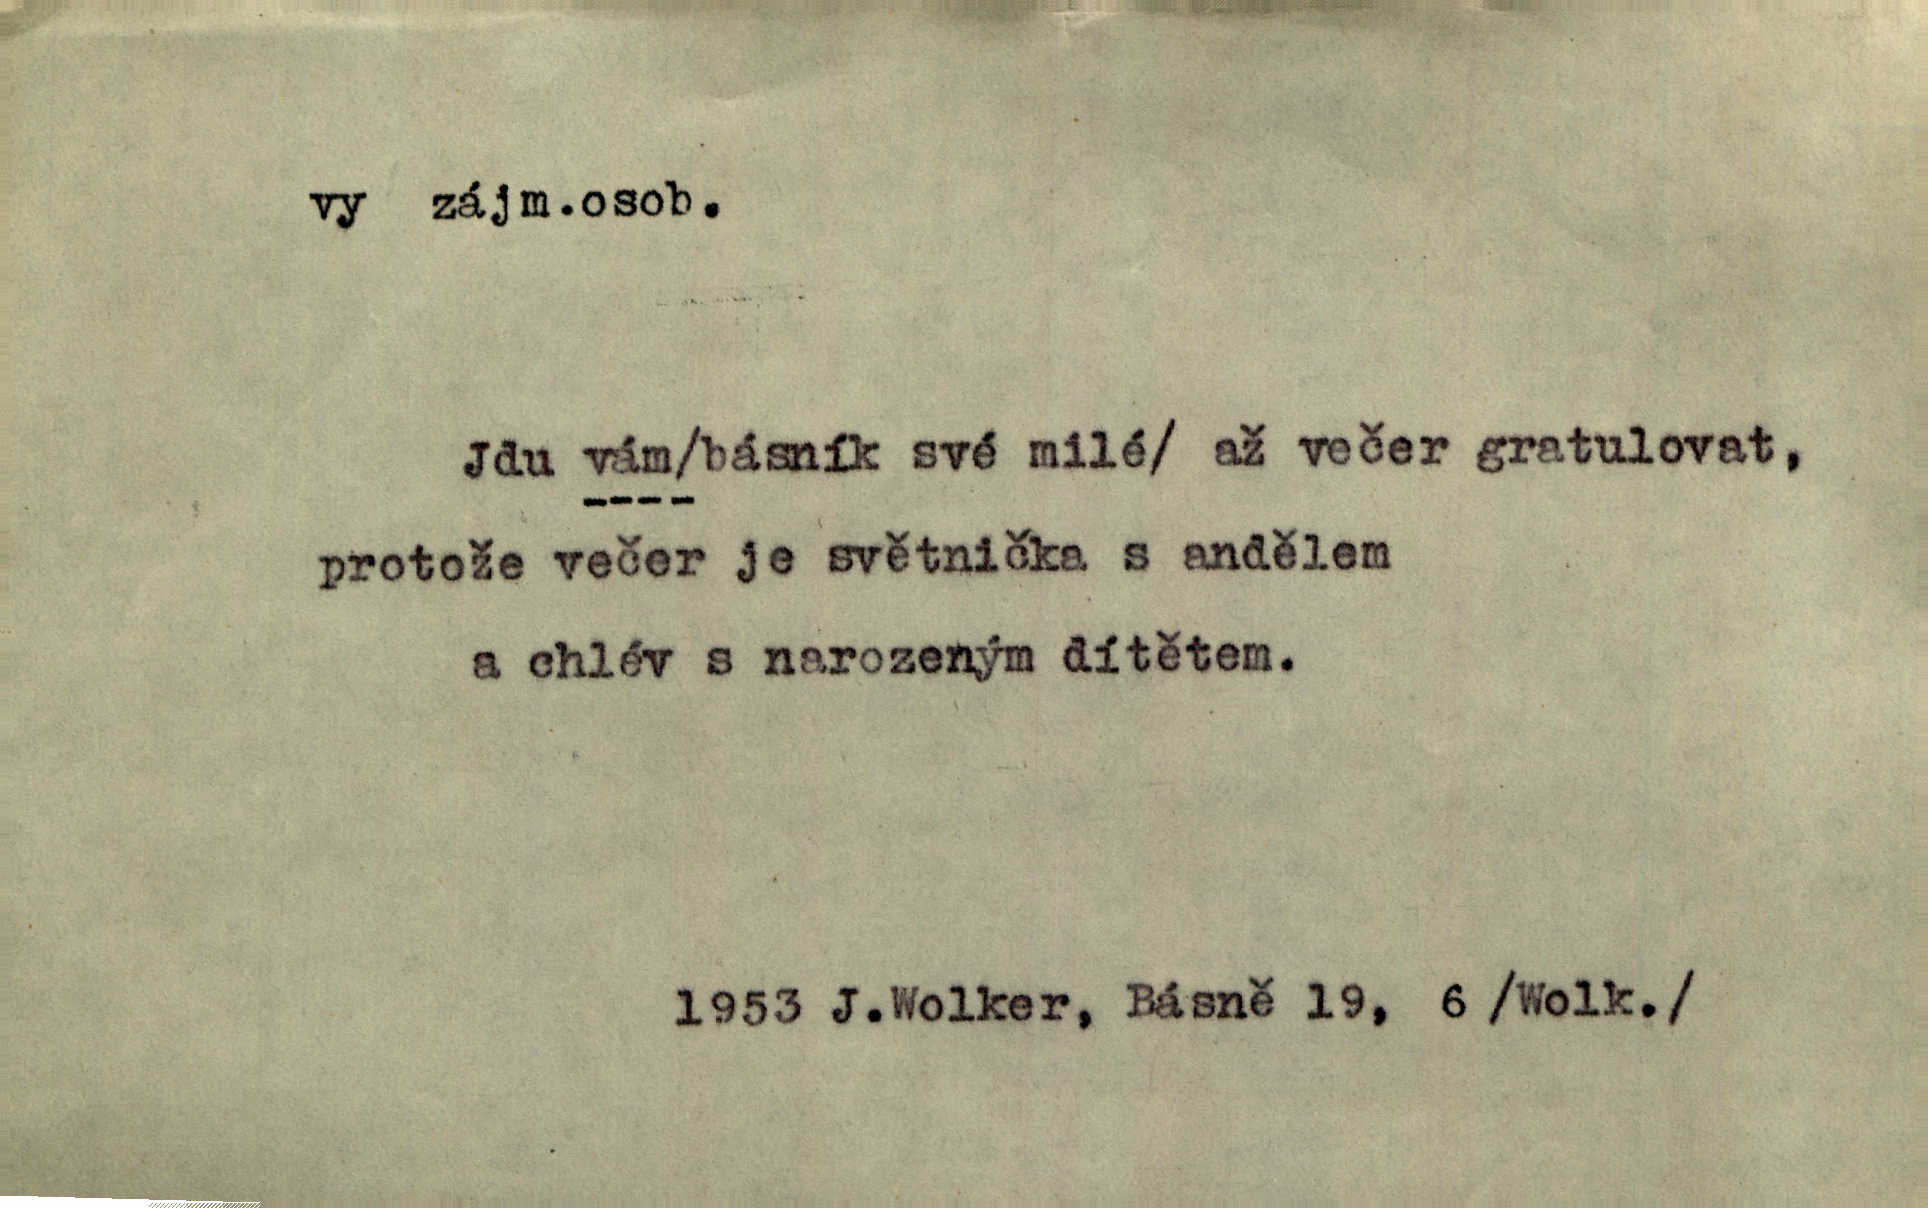 vy zájm.osob.
Jdu vám/básník své milé/ až večer gratulovat,
protože večer je světnička s andělem
a chlév s narozeným dítětem.
1953 J.Wolker, Básně 19, 6 /Wolk./